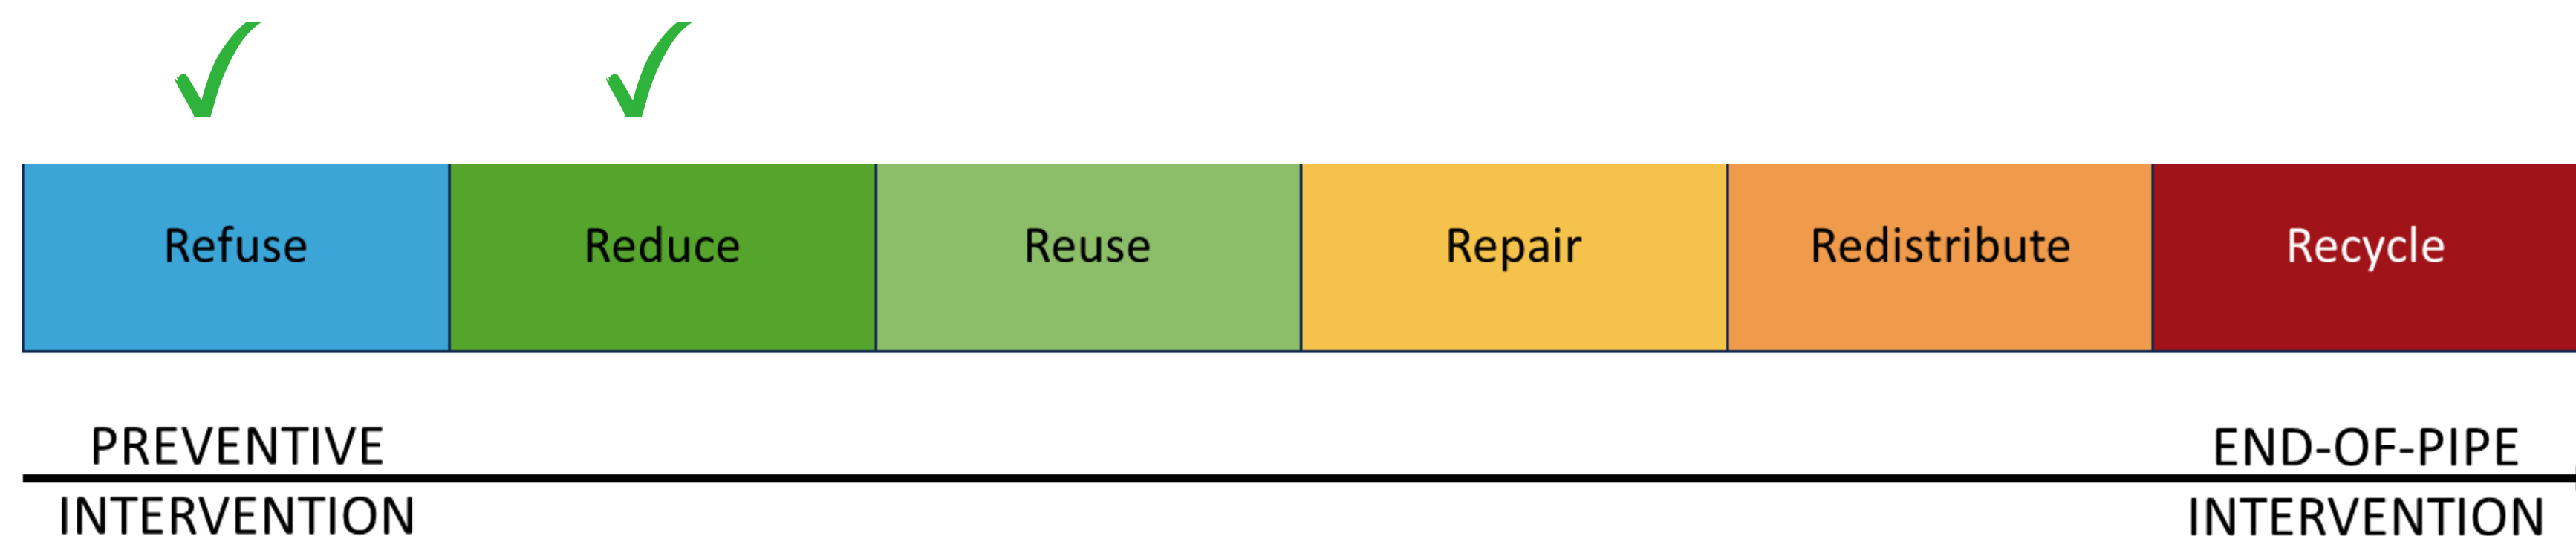 Refuse
Reduce
Reuse
Repair
Redistribute
Recycle
PREVENTIVE
INTERVENTION
END-OF-PIPE
INTERVENTION